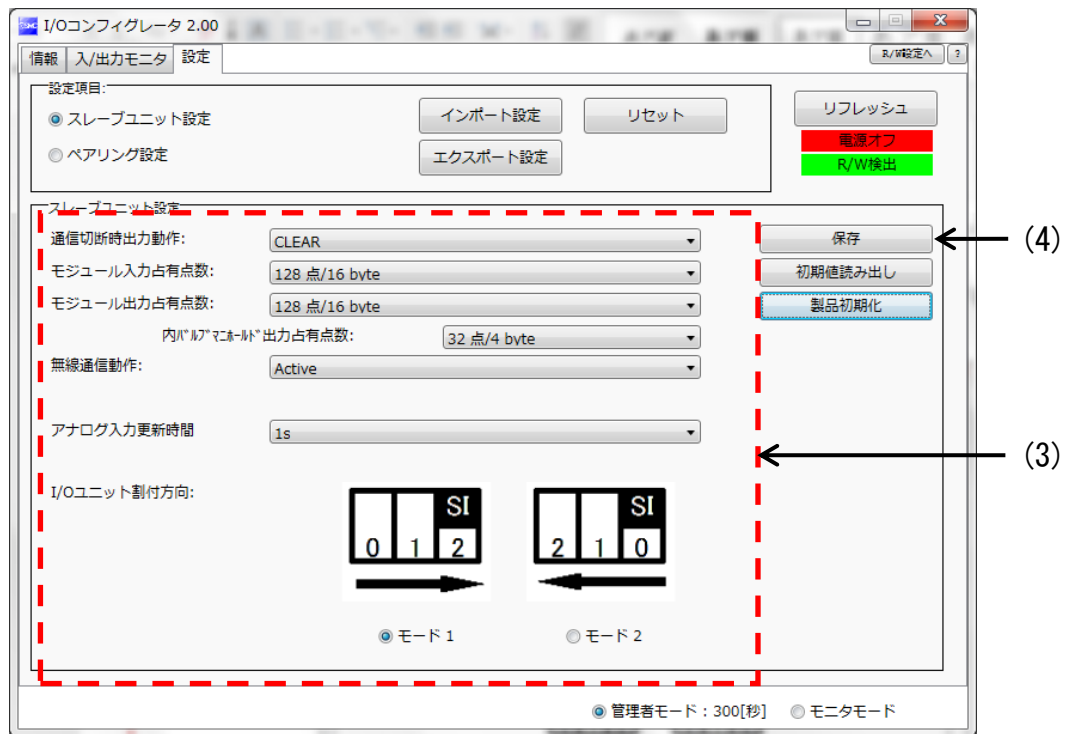 I/Oコンフィグレータ 2.00
情報 入/出力モニタ 設定 R/W設定へ ?
設定項目:
スレーブユニット設定 インポート設定 リセット リフレッシュ
電源オフ
ペアリング設定 エクスポート設定 R/W検出
スレーブユニット設定
通信切断時出力動作: CLEAR 保存 (4)
モジュール入力占有点数: 128 点/16 byte 初期値読み出し
モジュール出力占有点数: 128 点/16 byte 製品初期化
内バルブマニホールド出力占有点数: 32 点/4 byte
無線通信動作: Active
アナログ入力更新時間 1s
(3)
I/Oユニット割付方向:
SI SI
0 1 2 2 1 0
モード 1 モード 2
管理者モード : 300[秒] モニタモード